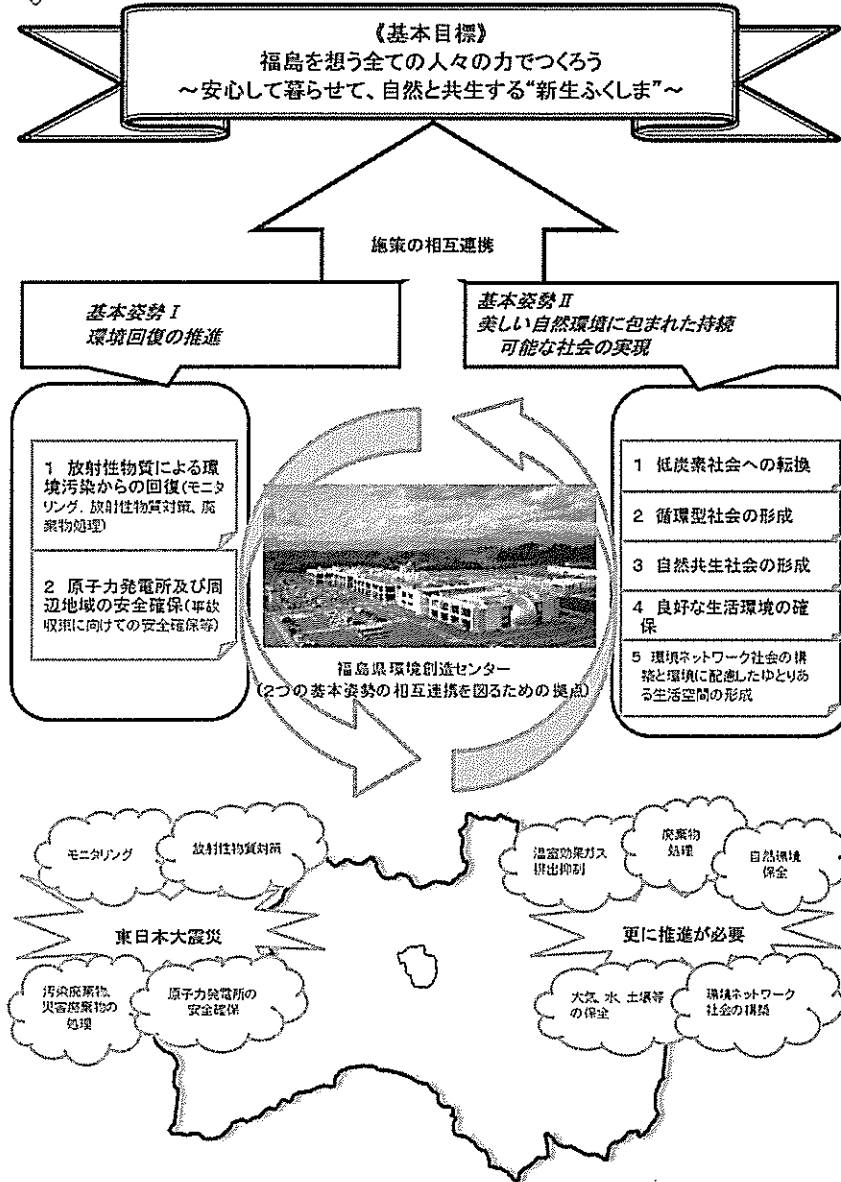 《基本目標》
福島を想う全ての人々の力でつくろう
～安心して暮らせて、自然と共生する“新生ふくしま”～
施策の相互連携
基本姿勢Ⅰ
環境回復の推進
基本姿勢Ⅱ
美しい自然環境に包まれた持続
可能な社会の実現
1 放射性物質による環
境汚染からの回復(モニタ
リング、放射性物質対策、廃
棄物処理)
2 原子力発電所及び周
辺地域の安全確保(事故
収束に向けての安全確保等)
福島県環境創造センター
(2つの基本姿勢の相互連携を図るための拠点)
1 低炭素社会への転換
2 循環型社会の形成
3 自然共生社会の形成
4 良好な生活環境の確
保
5 環境ネットワーク社会の構
築と環境に配慮したゆとりあ
る生活空間の形成
モニタリング
放射性物質対策
東日本大震災
汚染廃棄物、
災害廃棄物の
処理
原子力発電所の
安全確保
温室効果ガス
排出抑制
廃棄物
処理
自然環境
保全
更に推進が必要
大気、水、土壌等
の保全
環境ネットワーク
社会の構築